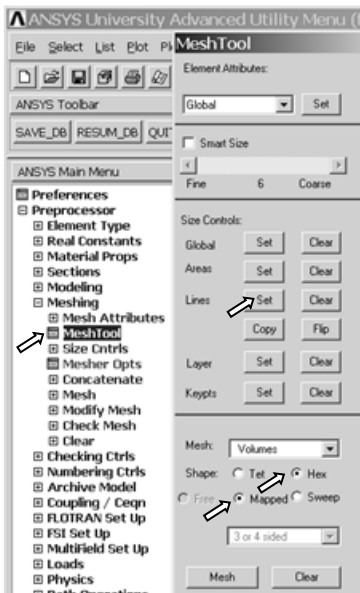 ANSYS University Advanced Utility Menu (
File Select List Plot Pl
ANSYS Toolbar
SAVE_DB RESUM_DB QUI
ANSYS Main Menu
Preferences
Preprocessor
Element Type
Real Constants
Material Props
Sections
Modeling
Meshing
Mesh Attributes
MeshTool
Size Cntrls
Mesher Opts
Concatenate
Mesh
Modify Mesh
Check Mesh
Clear
Checking Ctrls
Numbering Ctrls
Archive Model
Coupling / Ceqn
FLOTRAN Set Up
FSI Set Up
MultiField Set Up
Loads
Physics
Path Operations
MeshTool
Element Attributes:
Global Set
Smart Size
Fine 6 Coarse
Size Controls:
Global Set Clear
Areas Set Clear
Lines Set Clear
Copy Flip
Layer Set Clear
Keypts Set Clear
Mesh: Volumes
Shape: Tet Hex
Free Mapped Sweep
3 or 4 sided
Mesh Clear